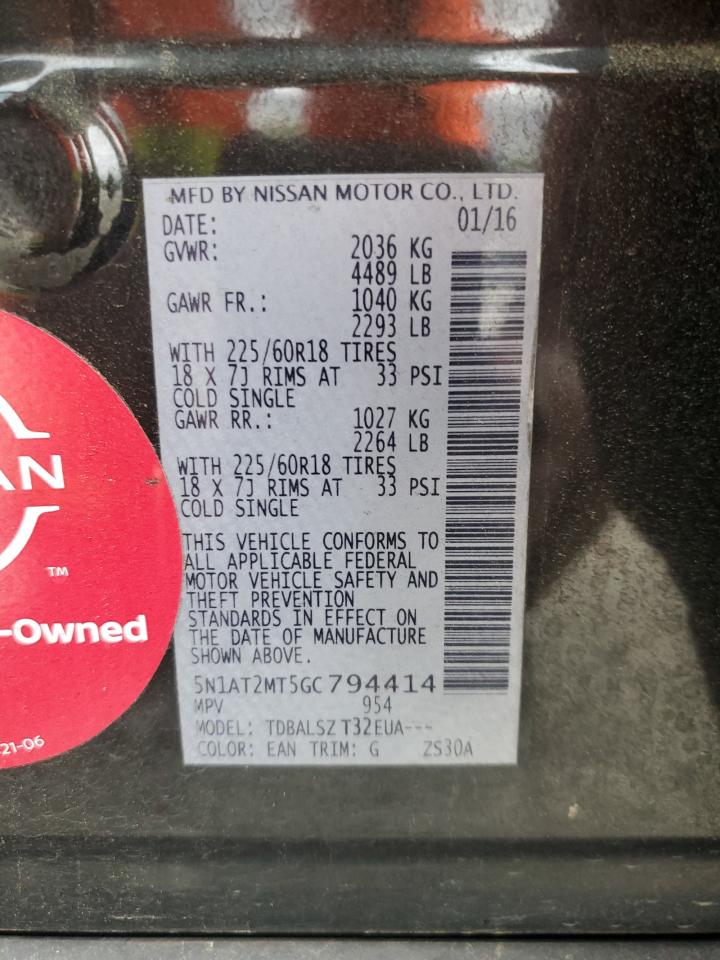 MFD BY NISSAN MOTOR CO., LTD.
DATE: 01/16
GVWR: 2036 KG
4489 LB
GAWR FR.: 1040 KG
2293 LB
WITH 225/60R18 TIRES
18 X 7J RIMS AT 33 PSI
COLD SINGLE
GAWR RR.: 1027 KG
2264 LB
WITH 225/60R18 TIRES
18 X 7J RIMS AT 33 PSI
COLD SINGLE
THIS VEHICLE CONFORMS TO
ALL APPLICABLE FEDERAL
MOTOR VEHICLE SAFETY AND
THEFT PREVENTION
STANDARDS IN EFFECT ON
THE DATE OF MANUFACTURE
SHOWN ABOVE.
5N1AT2MT5GC794414
MPV 954
MODEL: TDBALSZ T32EUA---
COLOR: EAN TRIM: G ZS30A
AN
TM
-Owned
21-06